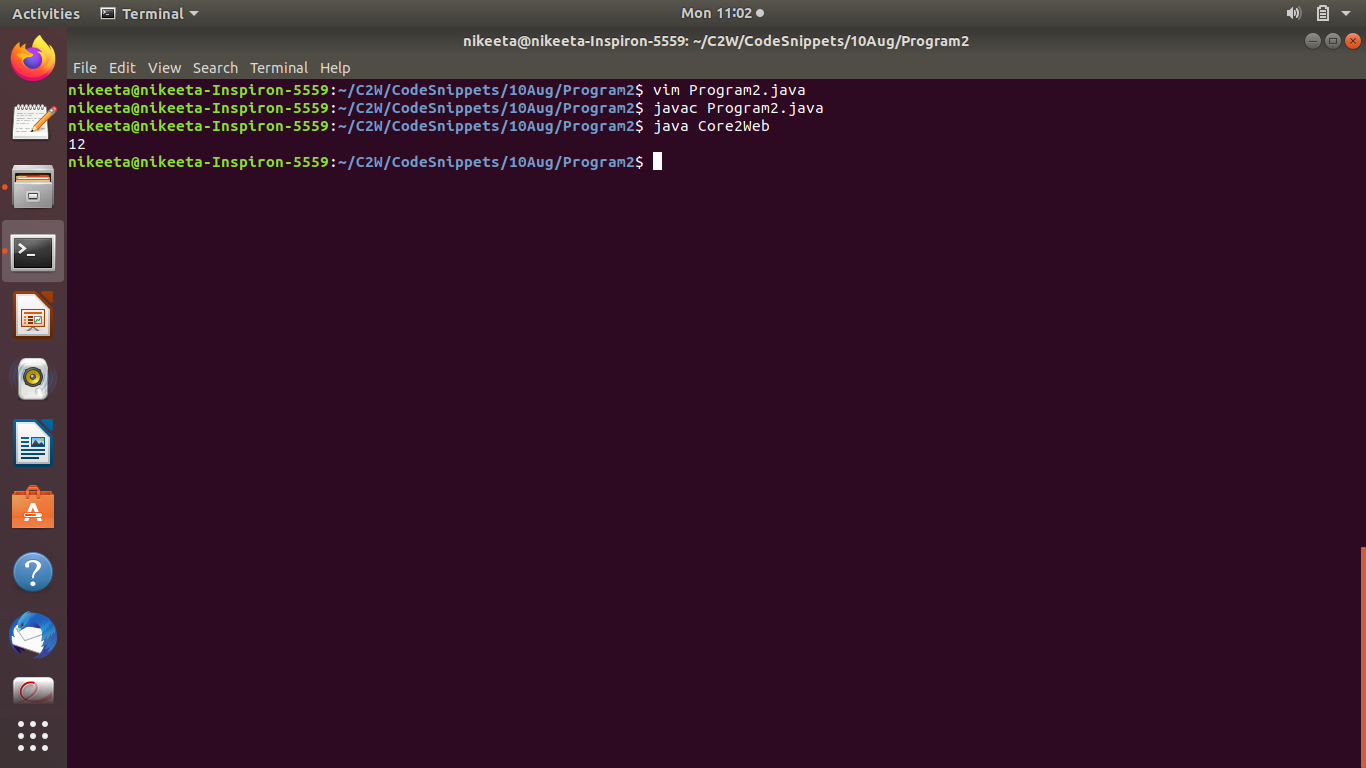 Activities Terminal Mon 11:02
nikeeta@nikeeta-Inspiron-5559: ~/C2W/CodeSnippets/10Aug/Program2
File Edit View Search Terminal Help
nikeeta@nikeeta-Inspiron-5559:~/C2W/CodeSnippets/10Aug/Program2$ vim Program2.java
nikeeta@nikeeta-Inspiron-5559:~/C2W/CodeSnippets/10Aug/Program2$ javac Program2.java
nikeeta@nikeeta-Inspiron-5559:~/C2W/CodeSnippets/10Aug/Program2$ java Core2Web
12
nikeeta@nikeeta-Inspiron-5559:~/C2W/CodeSnippets/10Aug/Program2$